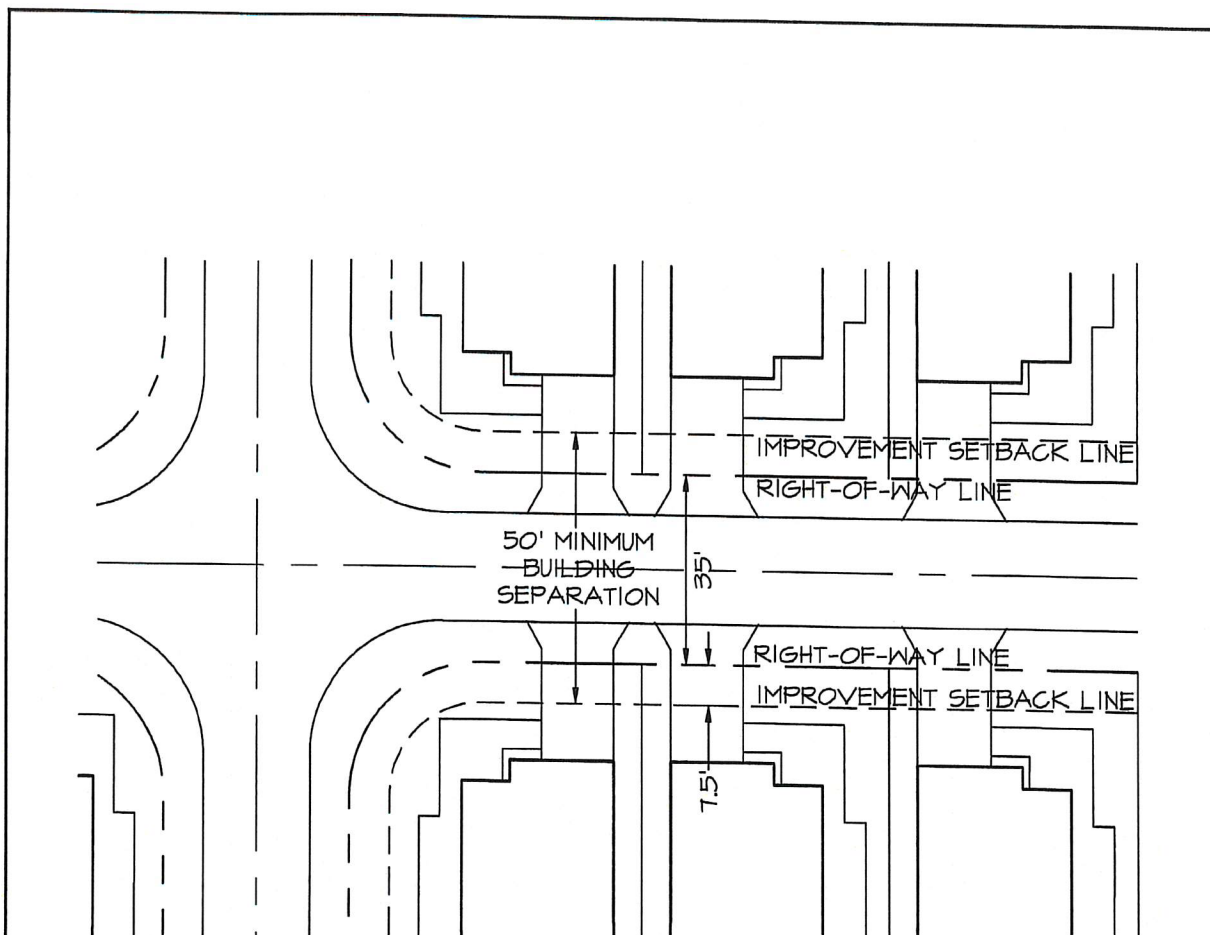 IMPROVEMENT SETBACK LINE
RIGHT-OF-WAY LINE
50' MINIMUM
BUILDING
SEPARATION
35'
RIGHT-OF-WAY LINE
IMPROVEMENT SETBACK LINE
7.5'